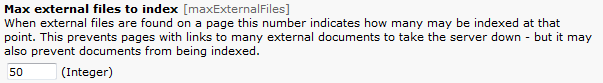 Max external files to index [maxExternalFiles]
When external files are found on a page this number indicates how many may be indexed at that
point. This prevents pages with links to many external documents to take the server down - but it may
also prevent documents from being indexed.
50 (Integer)